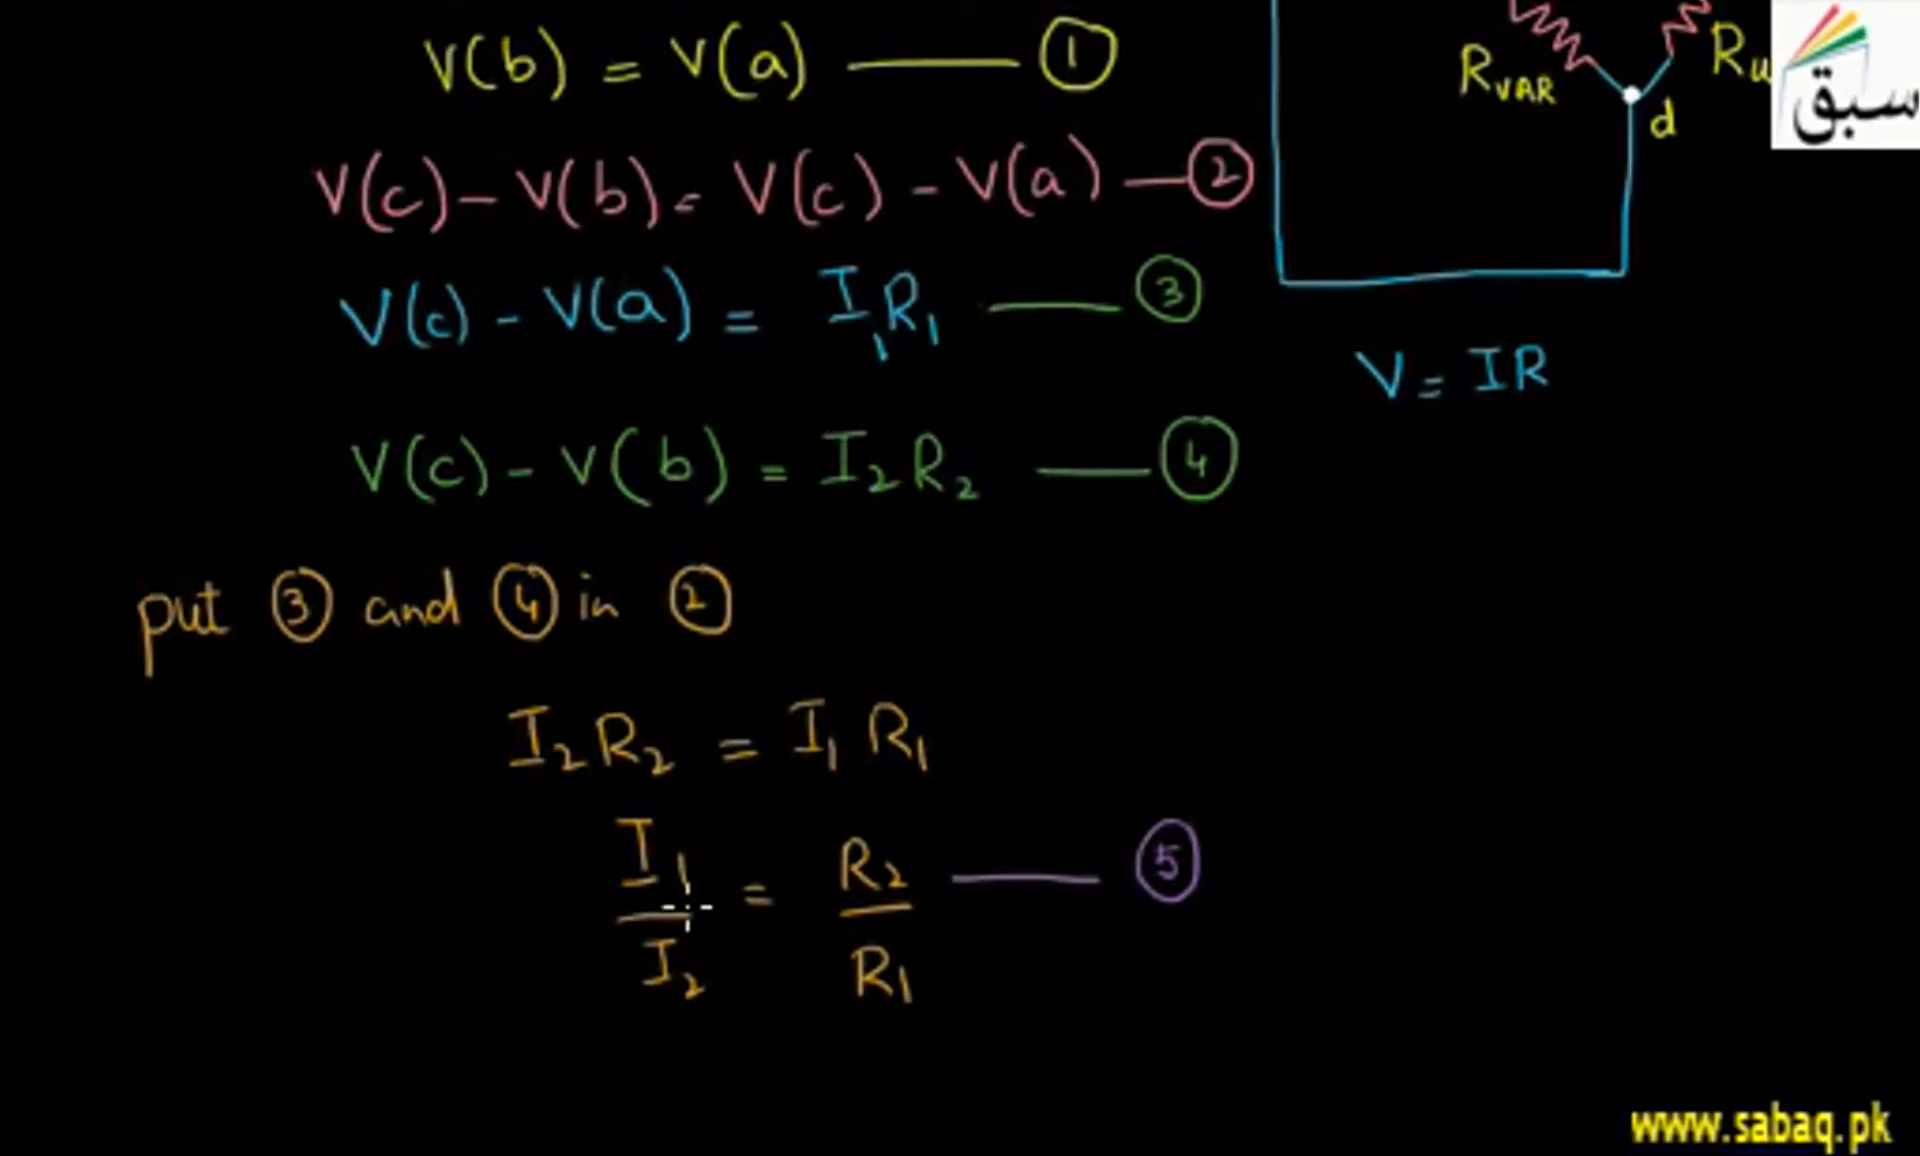 V(b) = V(a) —— ①
V(c) - V(b) = V(c) - V(a) — ②
V(c) - V(a) = I₁R₁ —— ③
V(c) - V(b) = I₂R₂ —— ④
put ③ and ④ in ②
I₂R₂ = I₁R₁
I₁/I₂ = R₂/R₁ —— ⑤
R_VAR
R_u
d
V = IR
سبق
www.sabaq.pk